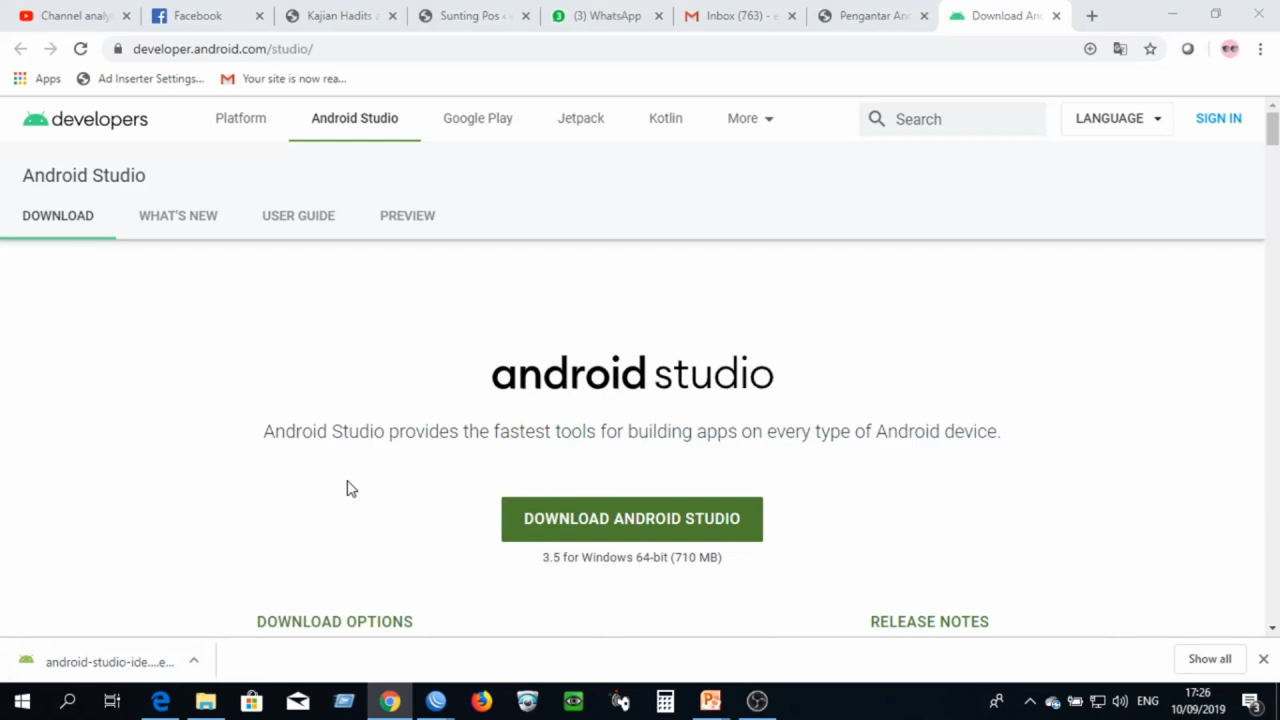 Channel analy
Facebook
Kajian Hadits a
Sunting Pos ‹ e
(3) WhatsApp
Inbox (763) - e
Pengantar And
Download And
developer.android.com/studio/
Apps
Ad Inserter Settings...
Your site is now rea...
developers
Platform
Android Studio
Google Play
Jetpack
Kotlin
More
Search
LANGUAGE
SIGN IN
Android Studio
DOWNLOAD
WHAT'S NEW
USER GUIDE
PREVIEW
android studio
Android Studio provides the fastest tools for building apps on every type of Android device.
DOWNLOAD ANDROID STUDIO
3.5 for Windows 64-bit (710 MB)
DOWNLOAD OPTIONS
RELEASE NOTES
android-studio-ide....e...
Show all
ENG
17:26
10/09/2019
3